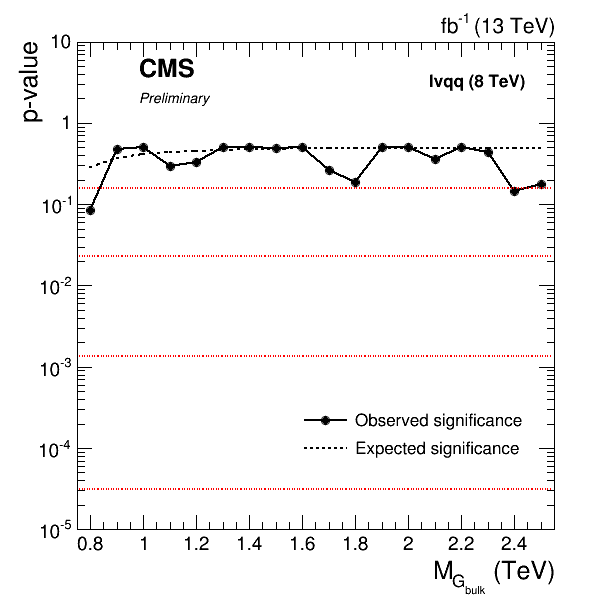 fb⁻¹ (13 TeV)
CMS
Preliminary
lvqq (8 TeV)
p-value
10
1
10⁻¹
10⁻²
10⁻³
10⁻⁴
10⁻⁵
Observed significance
Expected significance
0.8 1 1.2 1.4 1.6 1.8 2 2.2 2.4
M_G_bulk (TeV)